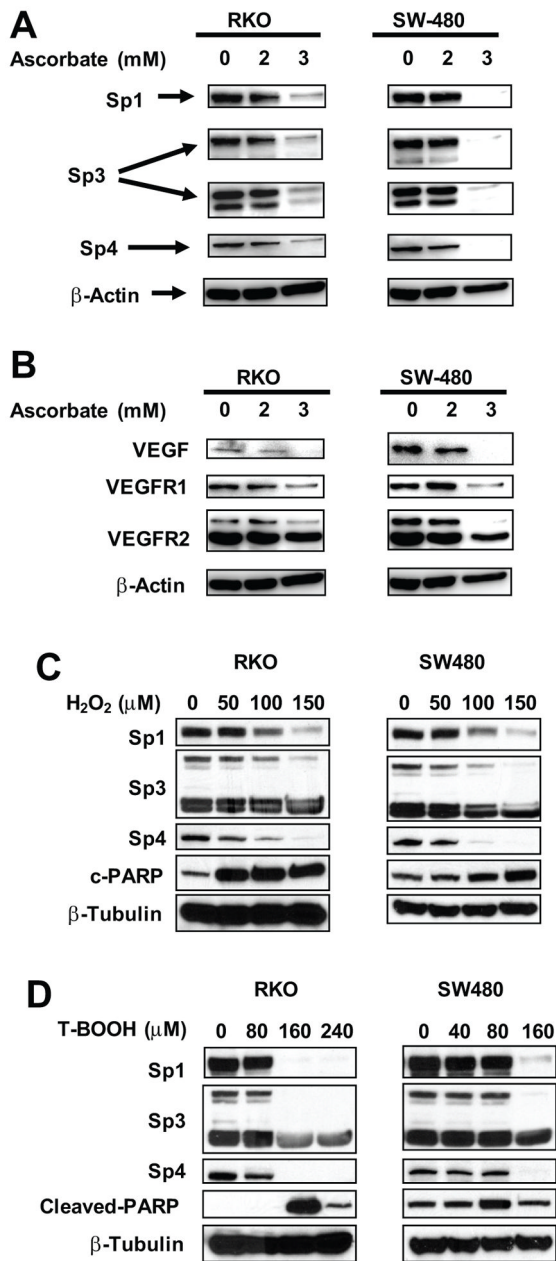 A
RKO SW-480
Ascorbate (mM) 0 2 3 0 2 3
Sp1
Sp3
Sp4
β-Actin
B
RKO SW-480
Ascorbate (mM) 0 2 3 0 2 3
VEGF
VEGFR1
VEGFR2
β-Actin
C
RKO SW480
H₂O₂ (μM) 0 50 100 150 0 50 100 150
Sp1
Sp3
Sp4
c-PARP
β-Tubulin
D
RKO SW480
T-BOOH (μM) 0 80 160 240 0 40 80 160
Sp1
Sp3
Sp4
Cleaved-PARP
β-Tubulin